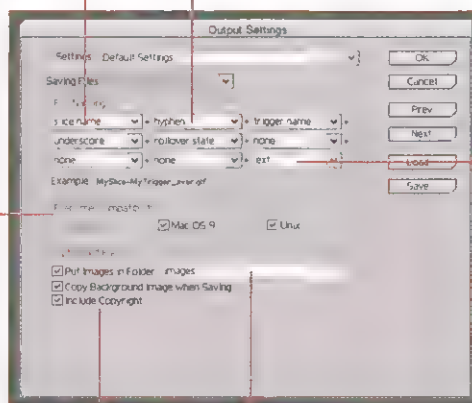 Output Settings
Settings: Default Settings
OK
Saving Files
Cancel
Prev
slice name + hyphen + trigger name +
Next
underscore + rollover state + none +
none + none + ext
Load
Example: MySlice-MyTrigger_over.gif
Save
Mac OS 9 Unix
Put Images in Folder images
Copy Background Image when Saving
Include Copyright